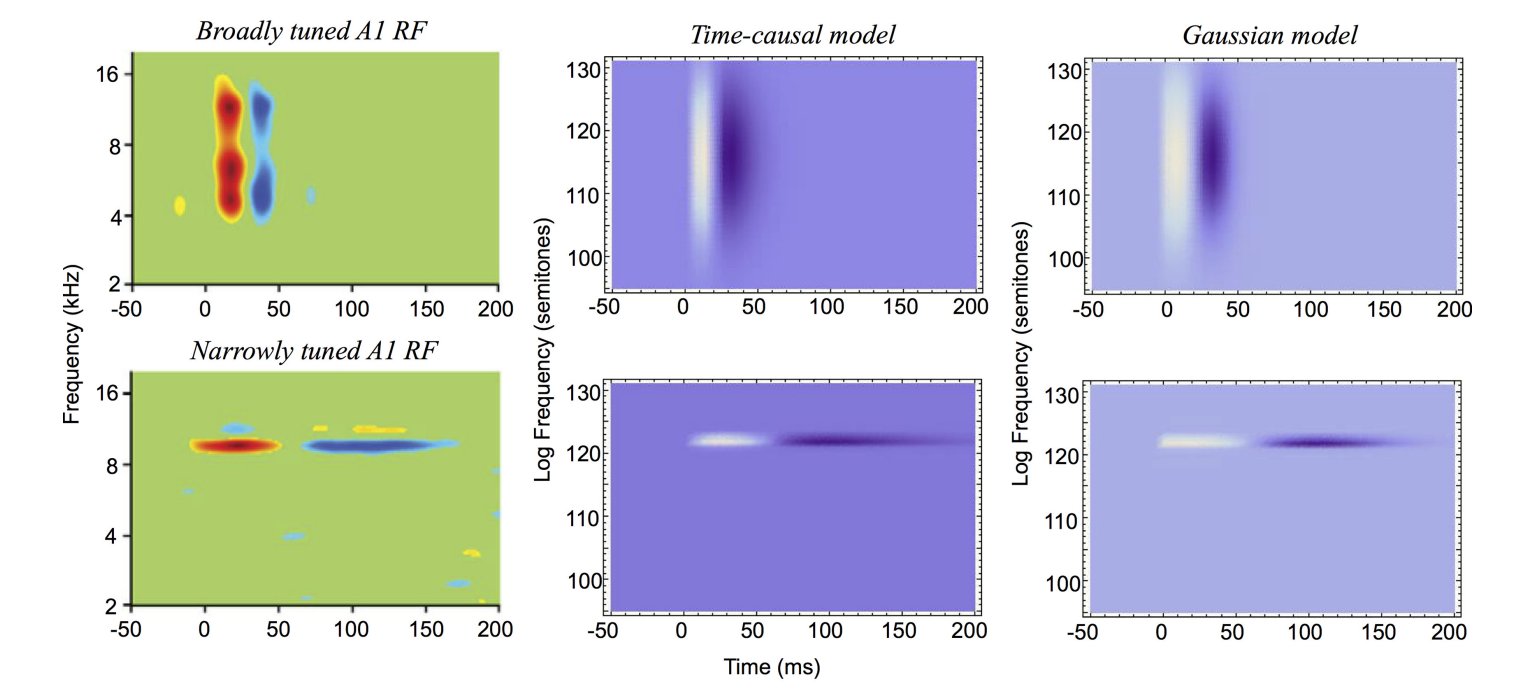 Broadly tuned A1 RF
Time-causal model
Gaussian model
16
8
4
2
-50 0 50 100 150 200
130
120
110
100
-50 0 50 100 150 200
130
120
110
100
-50 0 50 100 150 200
Frequency (kHz)
Log Frequency (semitones)
Log Frequency (semitones)
Narrowly tuned A1 RF
16
8
4
2
-50 0 50 100 150 200
130
120
110
100
-50 0 50 100 150 200
130
120
110
100
-50 0 50 100 150 200
Time (ms)